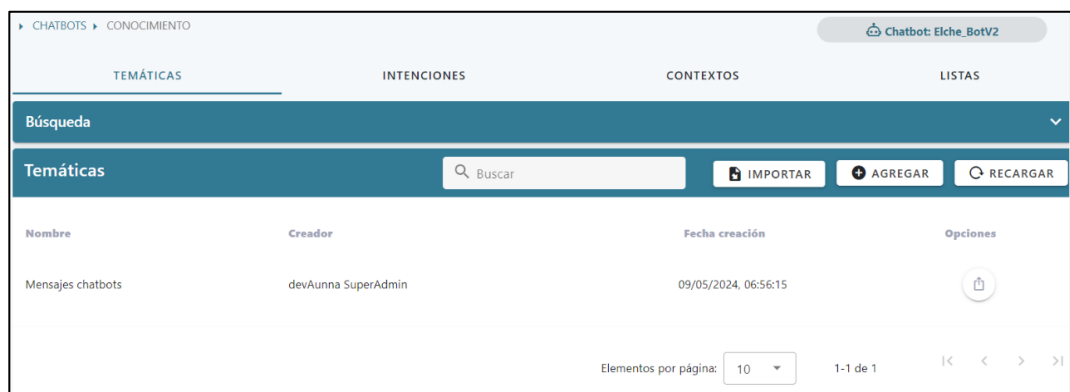 CHATBOTS CONOCIMIENTO
Chatbot: Elche_BotV2
TEMÁTICAS INTENCIONES CONTEXTOS LISTAS
Búsqueda
Temáticas Buscar IMPORTAR AGREGAR RECARGAR
Nombre Creador Fecha creación Opciones
Mensajes chatbots devAunna SuperAdmin 09/05/2024, 06:56:15
Elementos por página: 10 1-1 de 1